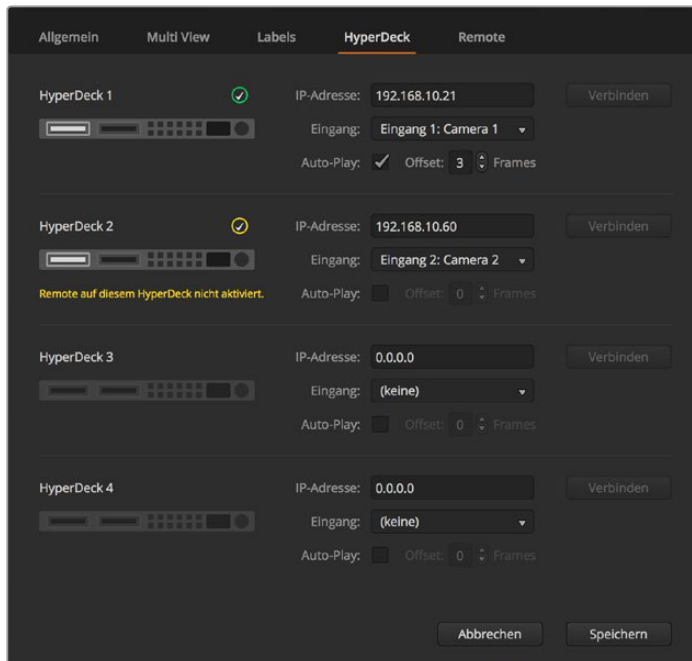 Allgemein Multi View Labels HyperDeck Remote
HyperDeck 1 IP-Adresse: 192.168.10.21 Verbinden
Eingang: Eingang 1: Camera 1
Auto-Play: Offset: 3 Frames
HyperDeck 2 IP-Adresse: 192.168.10.60 Verbinden
Eingang: Eingang 2: Camera 2
Remote auf diesem HyperDeck nicht aktiviert. Auto-Play: Offset: 0 Frames
HyperDeck 3 IP-Adresse: 0.0.0.0 Verbinden
Eingang: (keine)
Auto-Play: Offset: 0 Frames
HyperDeck 4 IP-Adresse: 0.0.0.0 Verbinden
Eingang: (keine)
Auto-Play: Offset: 0 Frames
Abbrechen Speichern